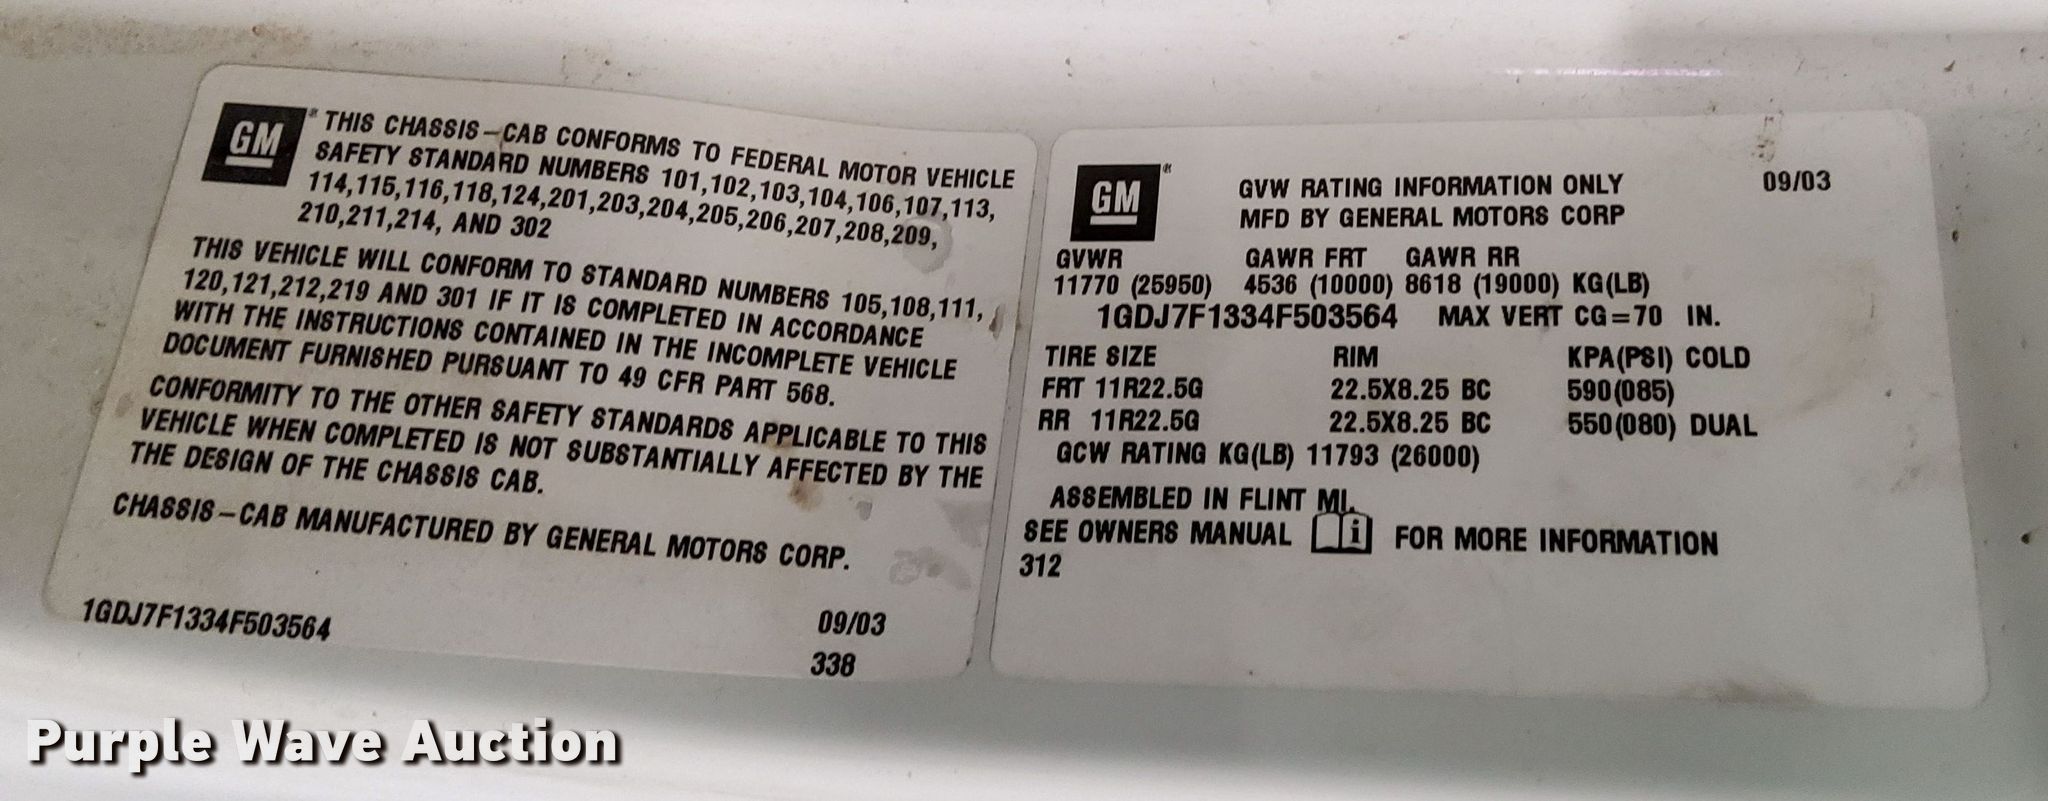 GM
THIS CHASSIS-CAB CONFORMS TO FEDERAL MOTOR VEHICLE
SAFETY STANDARD NUMBERS 101,102,103,104,106,107,113,
114,115,116,118,124,201,203,204,205,206,207,208,209,
210,211,214, AND 302
THIS VEHICLE WILL CONFORM TO STANDARD NUMBERS 105,108,111,
120,121,212,219 AND 301 IF IT IS COMPLETED IN ACCORDANCE
WITH THE INSTRUCTIONS CONTAINED IN THE INCOMPLETE VEHICLE
DOCUMENT FURNISHED PURSUANT TO 49 CFR PART 568.
CONFORMITY TO THE OTHER SAFETY STANDARDS APPLICABLE TO THIS
VEHICLE WHEN COMPLETED IS NOT SUBSTANTIALLY AFFECTED BY THE
THE DESIGN OF THE CHASSIS CAB.
CHASSIS-CAB MANUFACTURED BY GENERAL MOTORS CORP.
1GDJ7F1334F503564 09/03
338
GM
GVW RATING INFORMATION ONLY 09/03
MFD BY GENERAL MOTORS CORP
GVWR GAWR FRT GAWR RR
11770 (25950) 4536 (10000) 8618 (19000) KG(LB)
1GDJ7F1334F503564 MAX VERT CG=70 IN.
TIRE SIZE RIM KPA(PSI) COLD
FRT 11R22.5G 22.5X8.25 BC 590(085)
RR 11R22.5G 22.5X8.25 BC 550(080) DUAL
GCW RATING KG(LB) 11793 (26000)
ASSEMBLED IN FLINT MI.
SEE OWNERS MANUAL i FOR MORE INFORMATION
312
Purple Wave Auction